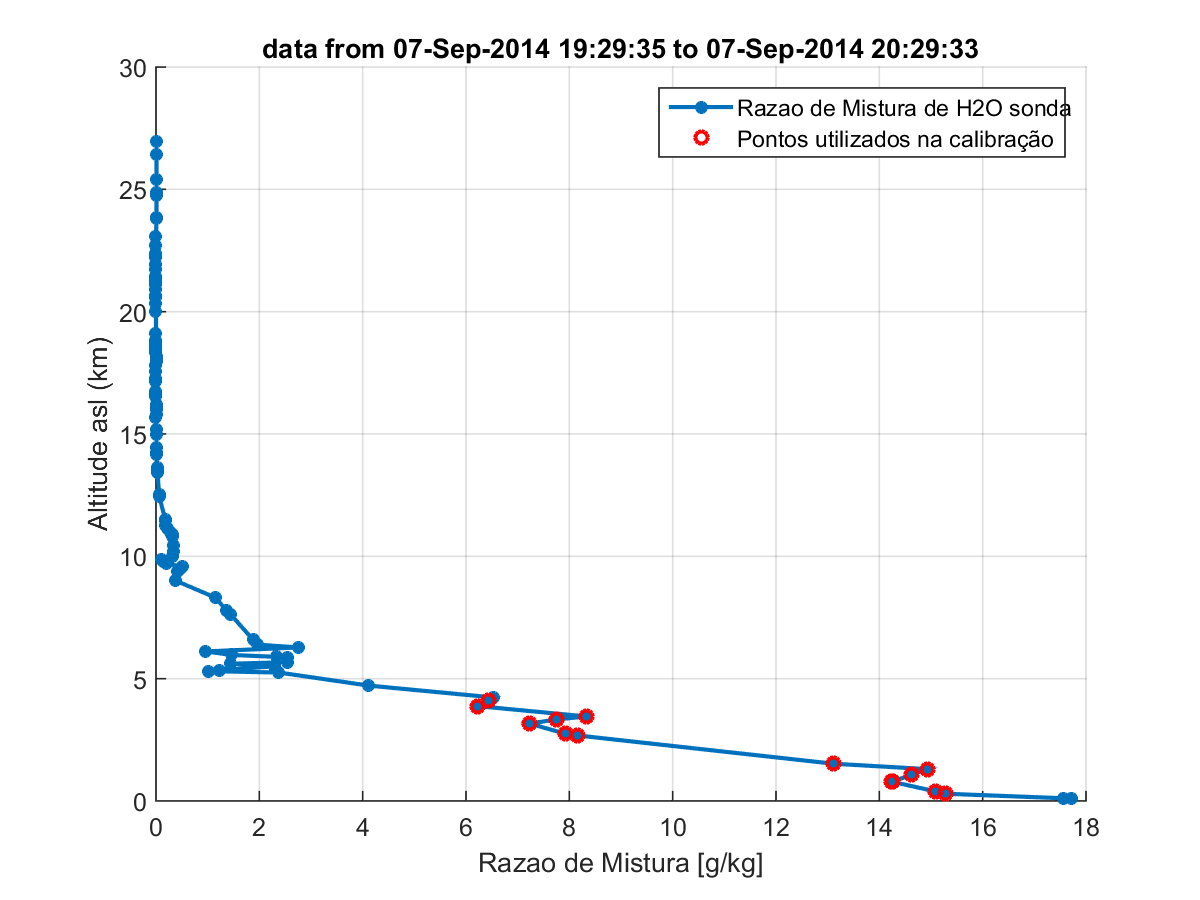 data from 07-Sep-2014 19:29:35 to 07-Sep-2014 20:29:33
Razao de Mistura de H2O sonda
Pontos utilizados na calibração
30
25
20
15
10
5
0
Altitude asl (km)
0 2 4 6 8 10 12 14 16 18
Razao de Mistura [g/kg]